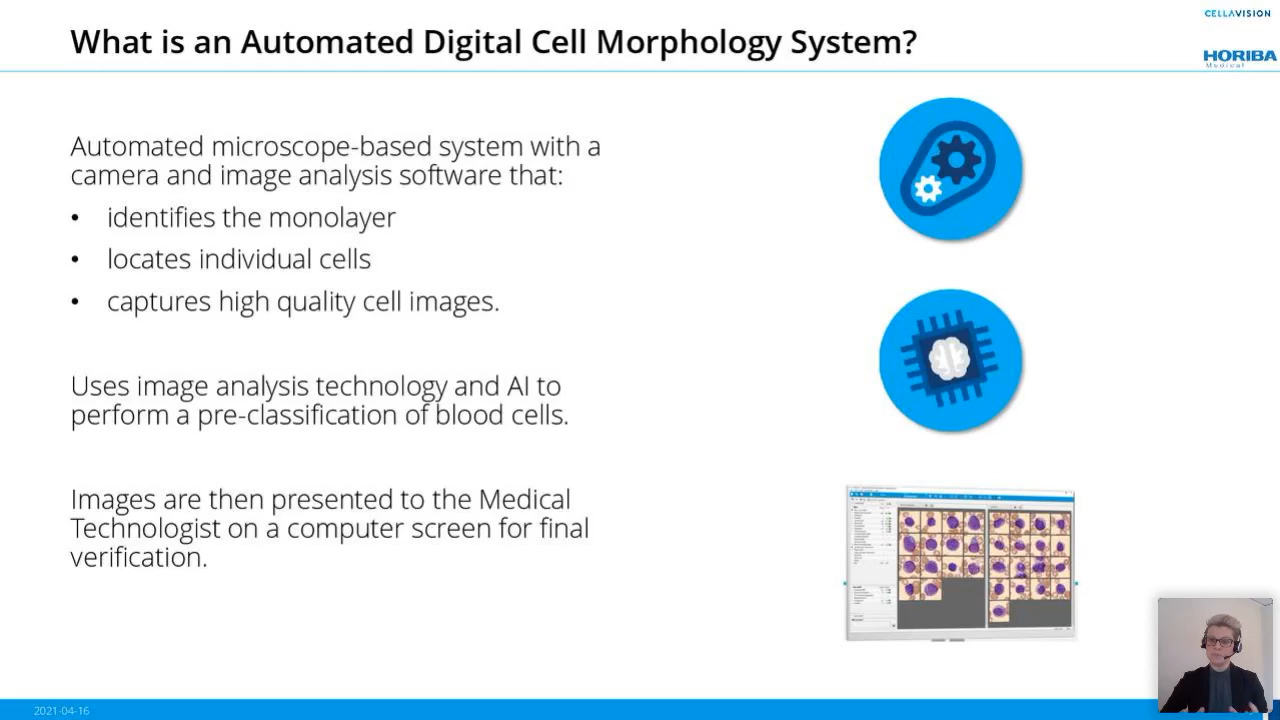 CELLAVISION
What is an Automated Digital Cell Morphology System?
HORIBA
Medical
Automated microscope-based system with a
camera and image analysis software that:
• identifies the monolayer
• locates individual cells
• captures high quality cell images.
Uses image analysis technology and AI to
perform a pre-classification of blood cells.
Images are then presented to the Medical
Technologist on a computer screen for final
verification.
2021-04-16